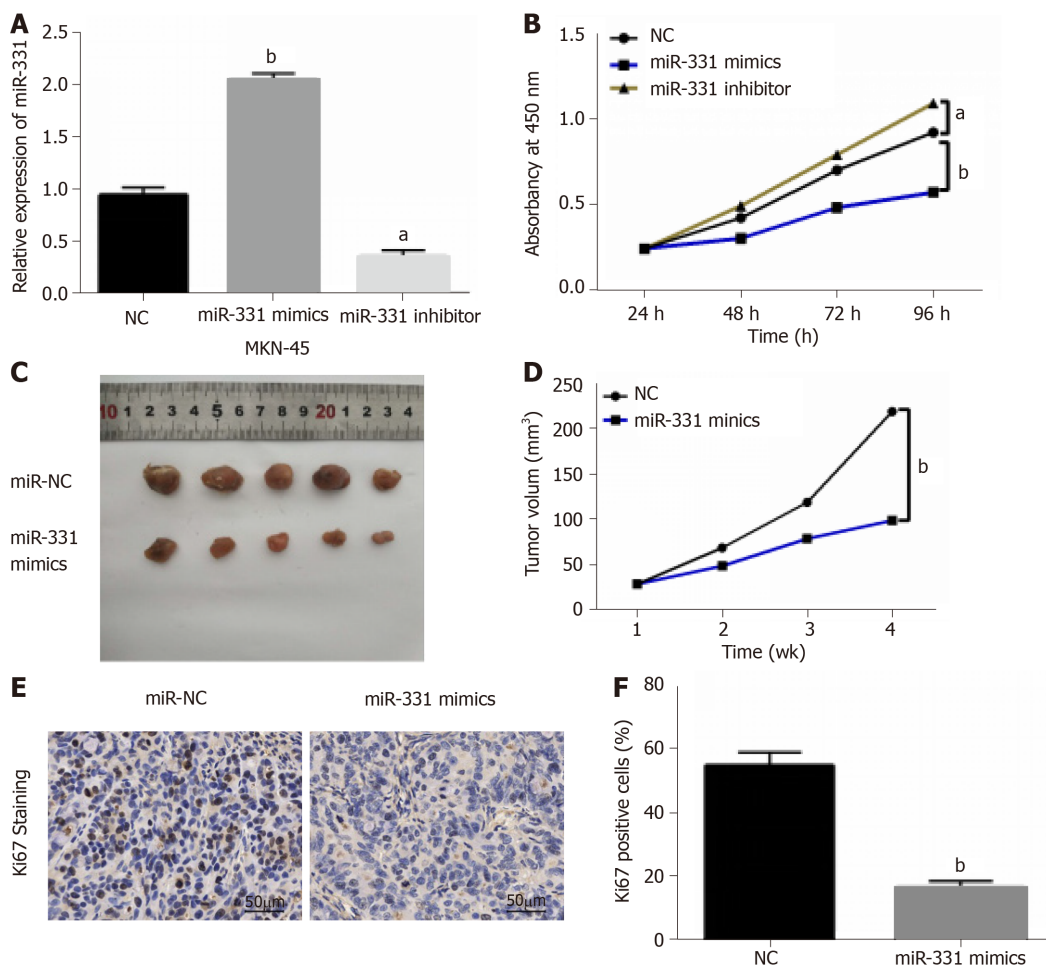 A
Relative expression of miR-331
2.5
2.0
1.5
1.0
0.5
0.0
b
a
NC
miR-331 mimics
miR-331 inhibitor
MKN-45
B
Absorbancy at 450 nm
1.5
1.0
0.5
0.0
NC
miR-331 mimics
miR-331 inhibitor
a
b
24 h
48 h
72 h
96 h
Time (h)
C
10 1 2 3 4 5 6 7 8 9 20 1 2 3 4
miR-NC
miR-331
mimics
D
Tumor volum (mm³)
250
200
150
100
50
0
NC
miR-331 minics
b
1
2
3
4
Time (wk)
E
miR-NC
miR-331 mimics
Ki67 Staining
50μm
50μm
F
Ki67 positive cells (%)
80
60
40
20
0
b
NC
miR-331 mimics